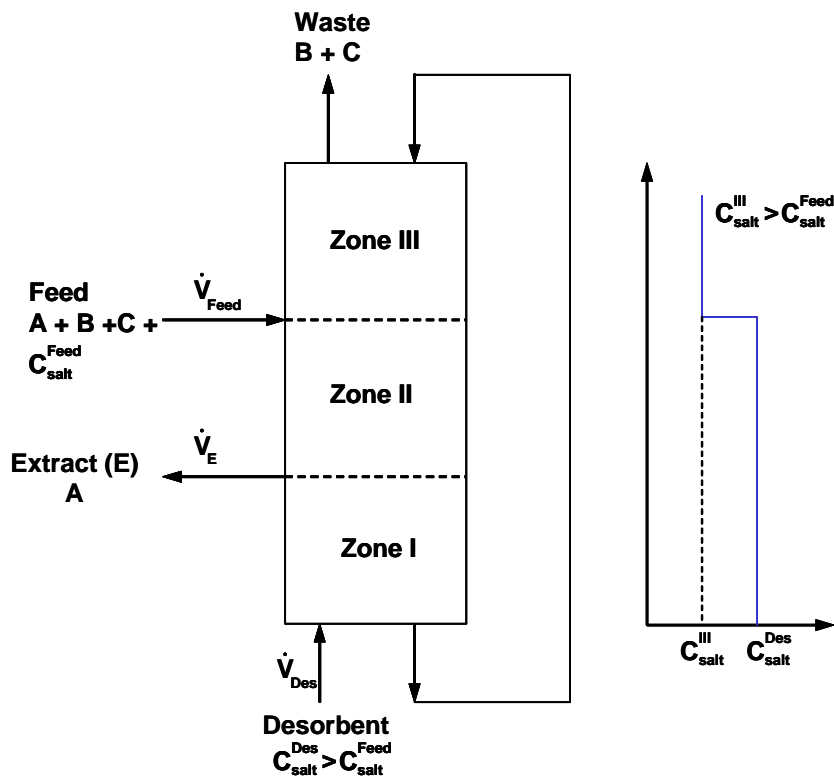 Waste
B + C
Zone III
Feed
A + B +C +
C_salt^Feed
V̇_Feed
Zone II
Extract (E)
A
V̇_E
Zone I
V̇_Des
Desorbent
C_salt^Des > C_salt^Feed
C_salt^III > C_salt^Feed
C_salt^III C_salt^Des